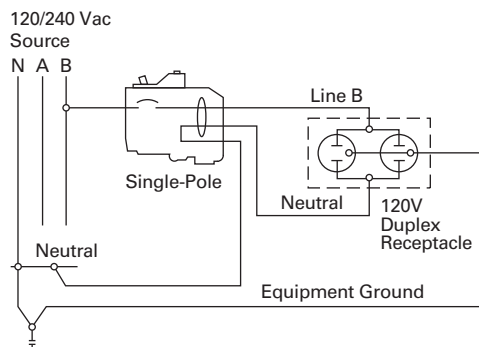 120/240 Vac
Source
N A B
Line B
Single-Pole
Neutral
120V
Duplex
Receptacle
Neutral
Equipment Ground